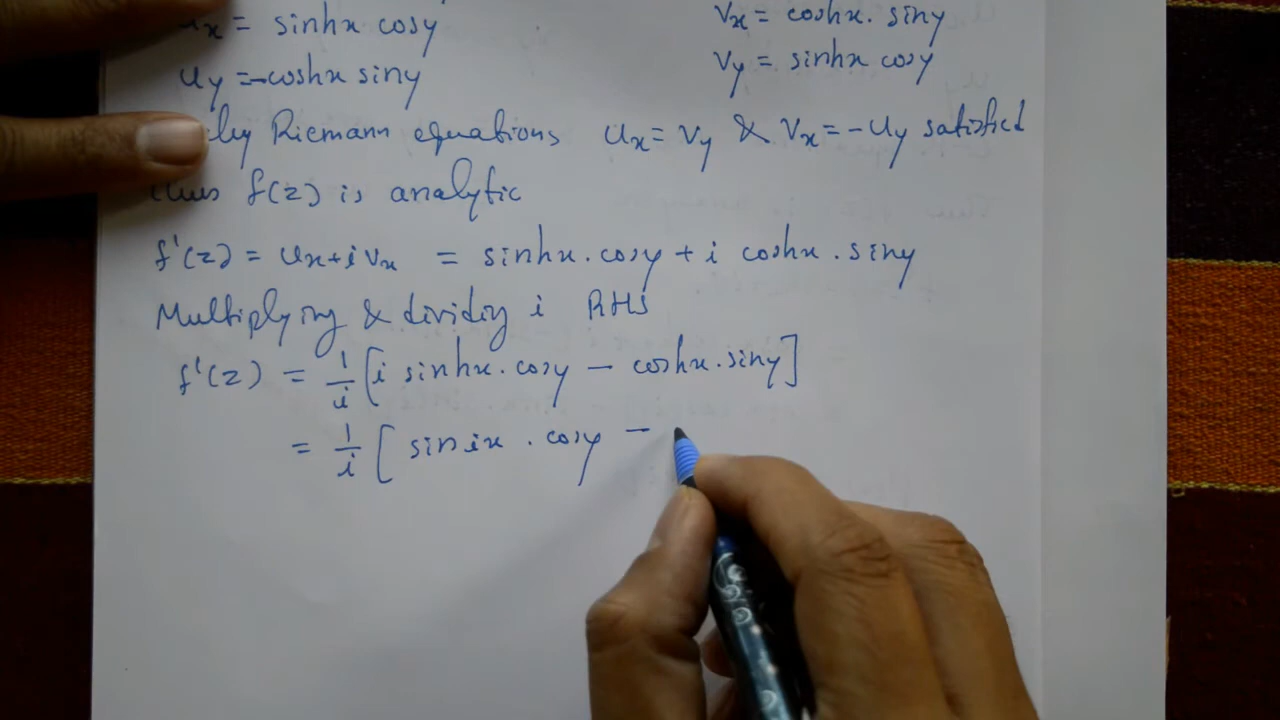 x = sinhx cosy vx = coshx. siny
uy = -coshx siny vy = sinhx cosy
Riemann equations ux = vy & vx = -uy satisfied
thus f(z) is analytic
f'(z) = ux + i vx = sinhx . cosy + i coshx . siny
Multiplying & dividing i RHS
f'(z) = 1/i [i sinhx . cosy - coshx . siny]
= 1/i [ sin ix . cosy -